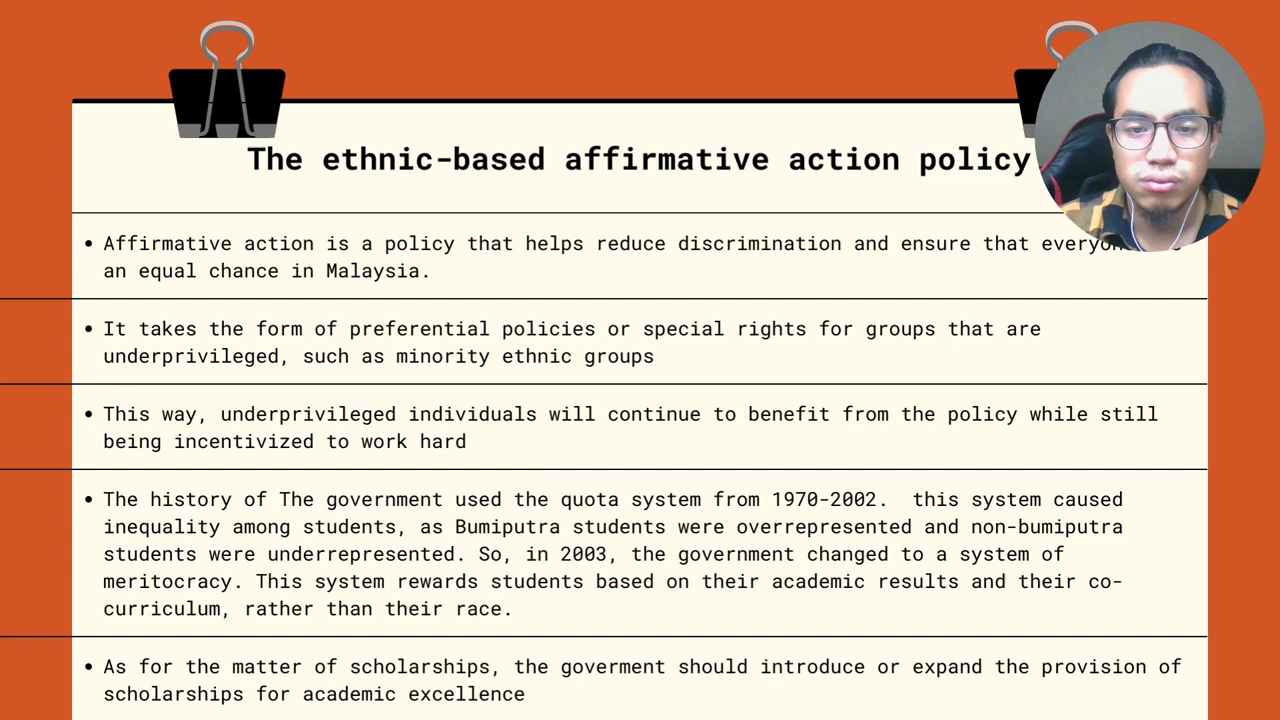 The ethnic-based affirmative action policy
• Affirmative action is a policy that helps reduce discrimination and ensure that
an equal chance in Malaysia.
• It takes the form of preferential policies or special rights for groups that are
underprivileged, such as minority ethnic groups
• This way, underprivileged individuals will continue to benefit from the policy while still
being incentivized to work hard
• The history of The government used the quota system from 1970-2002.  this system caused
inequality among students, as Bumiputra students were overrepresented and non-bumiputra
students were underrepresented. So, in 2003, the government changed to a system of
meritocracy. This system rewards students based on their academic results and their co-
curriculum, rather than their race.
• As for the matter of scholarships, the goverment should introduce or expand the provision of
scholarships for academic excellence